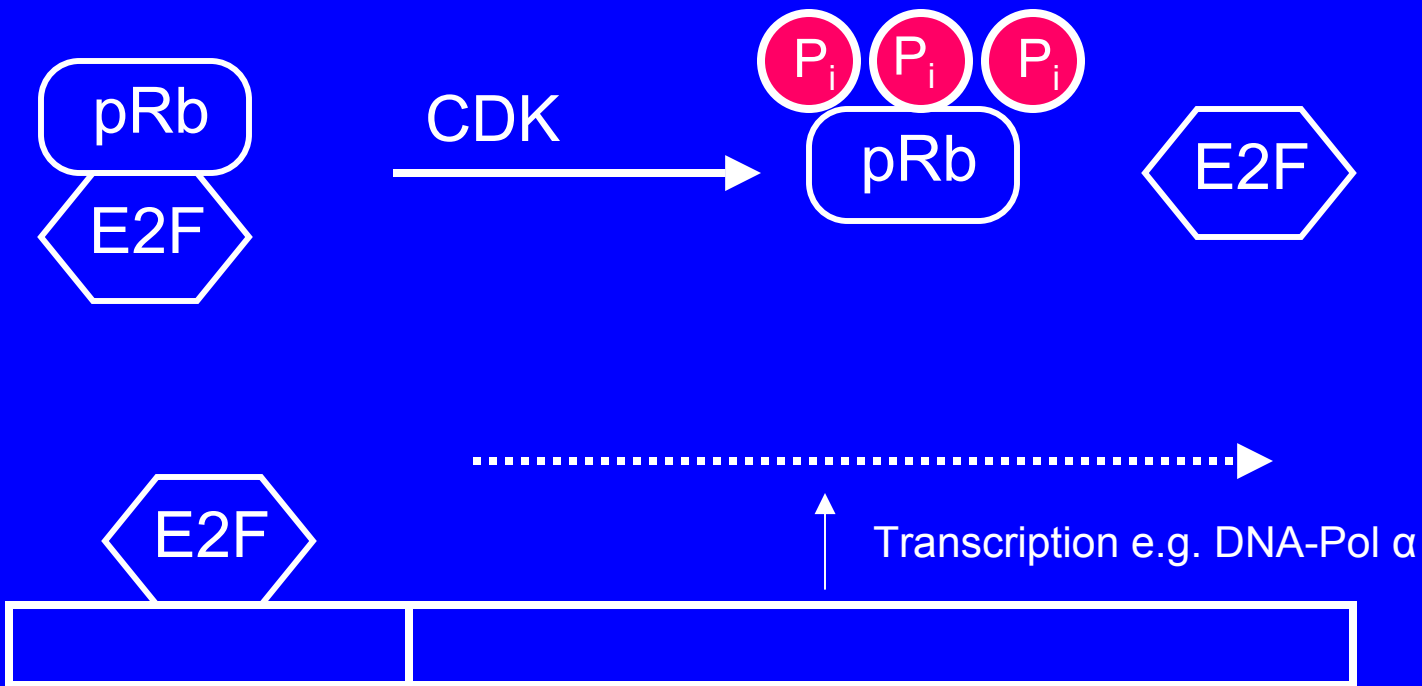 pRb
E2F
CDK
Pi Pi Pi
pRb
E2F
E2F
Transcription e.g. DNA-Pol α